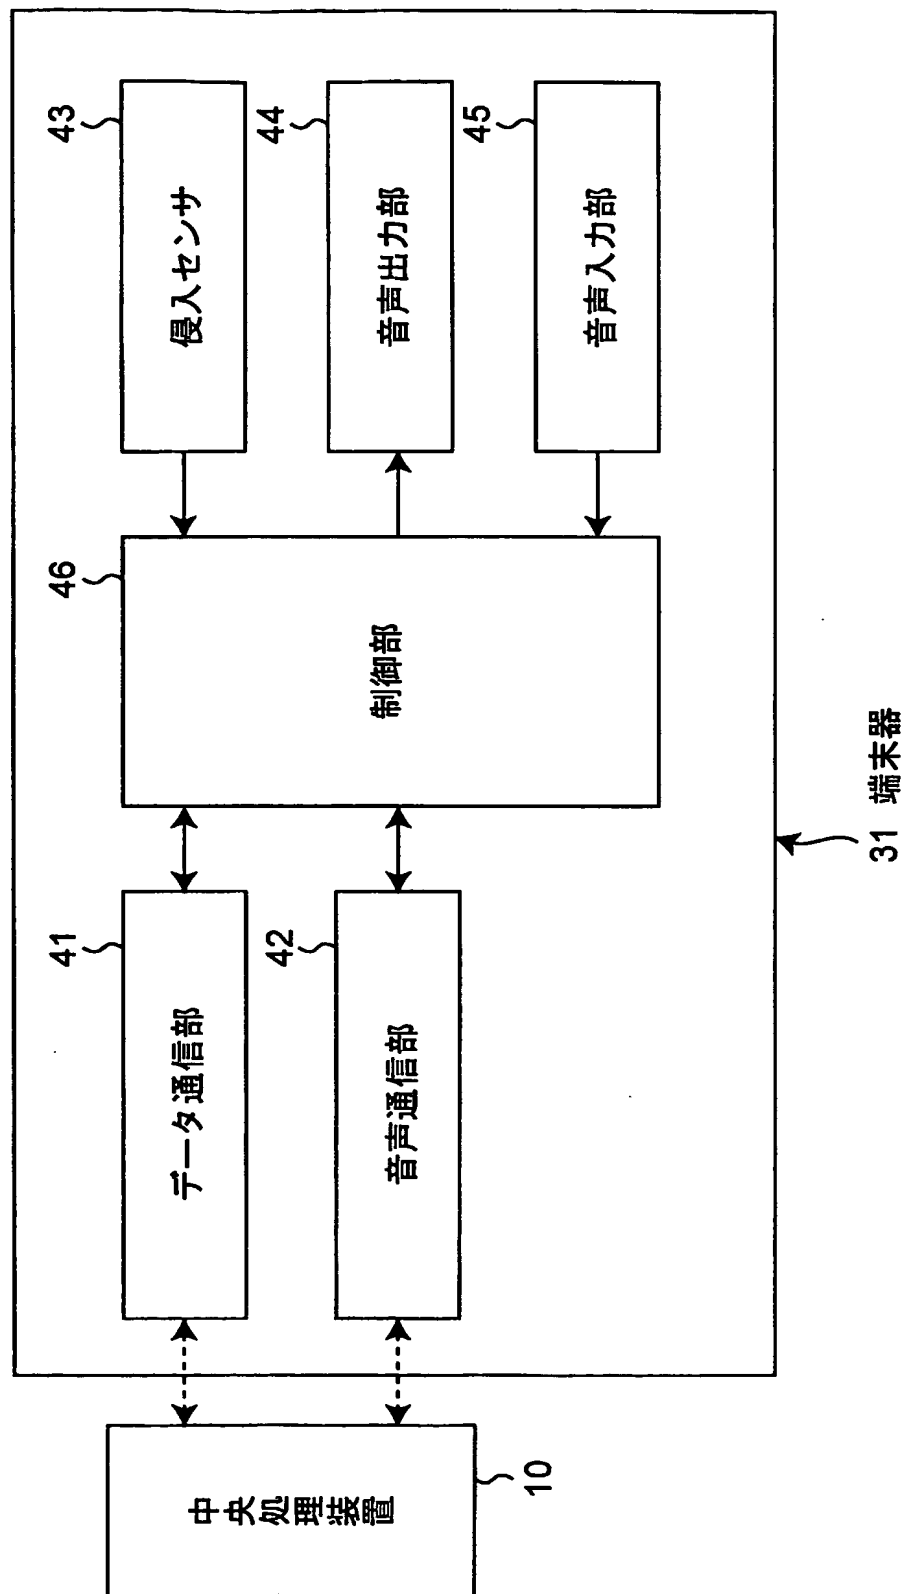 中央処理装置
10
41
データ通信部
42
音声通信部
46
制御部
43
侵入センサ
44
音声出力部
45
音声入力部
31 端末器